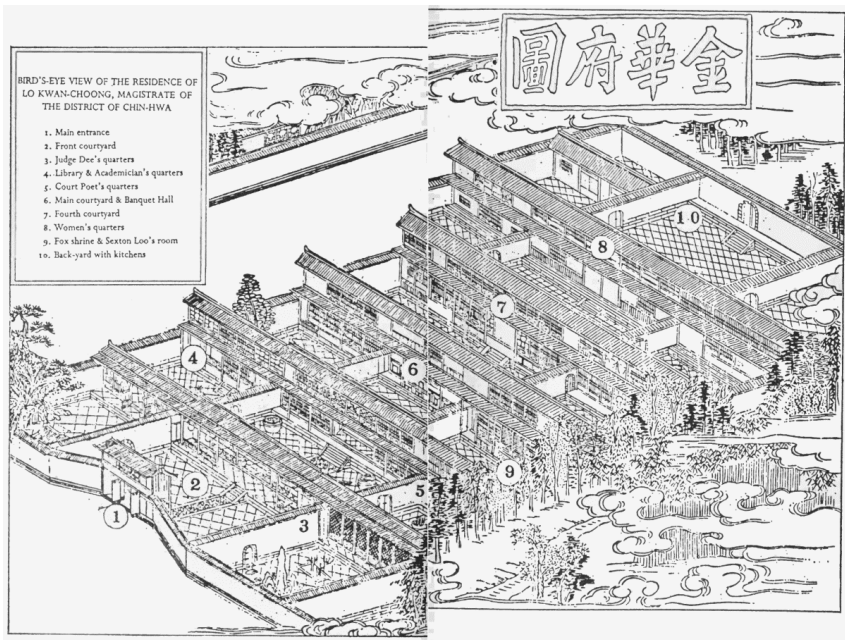 BIRD'S-EYE VIEW OF THE RESIDENCE OF
LO KWAN-CHOONG, MAGISTRATE OF
THE DISTRICT OF CHIN-HWA
1. Main entrance
2. Front courtyard
3. Judge Dee's quarters
4. Library & Academician's quarters
5. Court Poet's quarters
6. Main courtyard & Banquet Hall
7. Fourth courtyard
8. Women's quarters
9. Fox shrine & Sexton Loo's room
10. Back-yard with kitchens
圖府華金
10
8
7
4
6
2
5
9
1
3